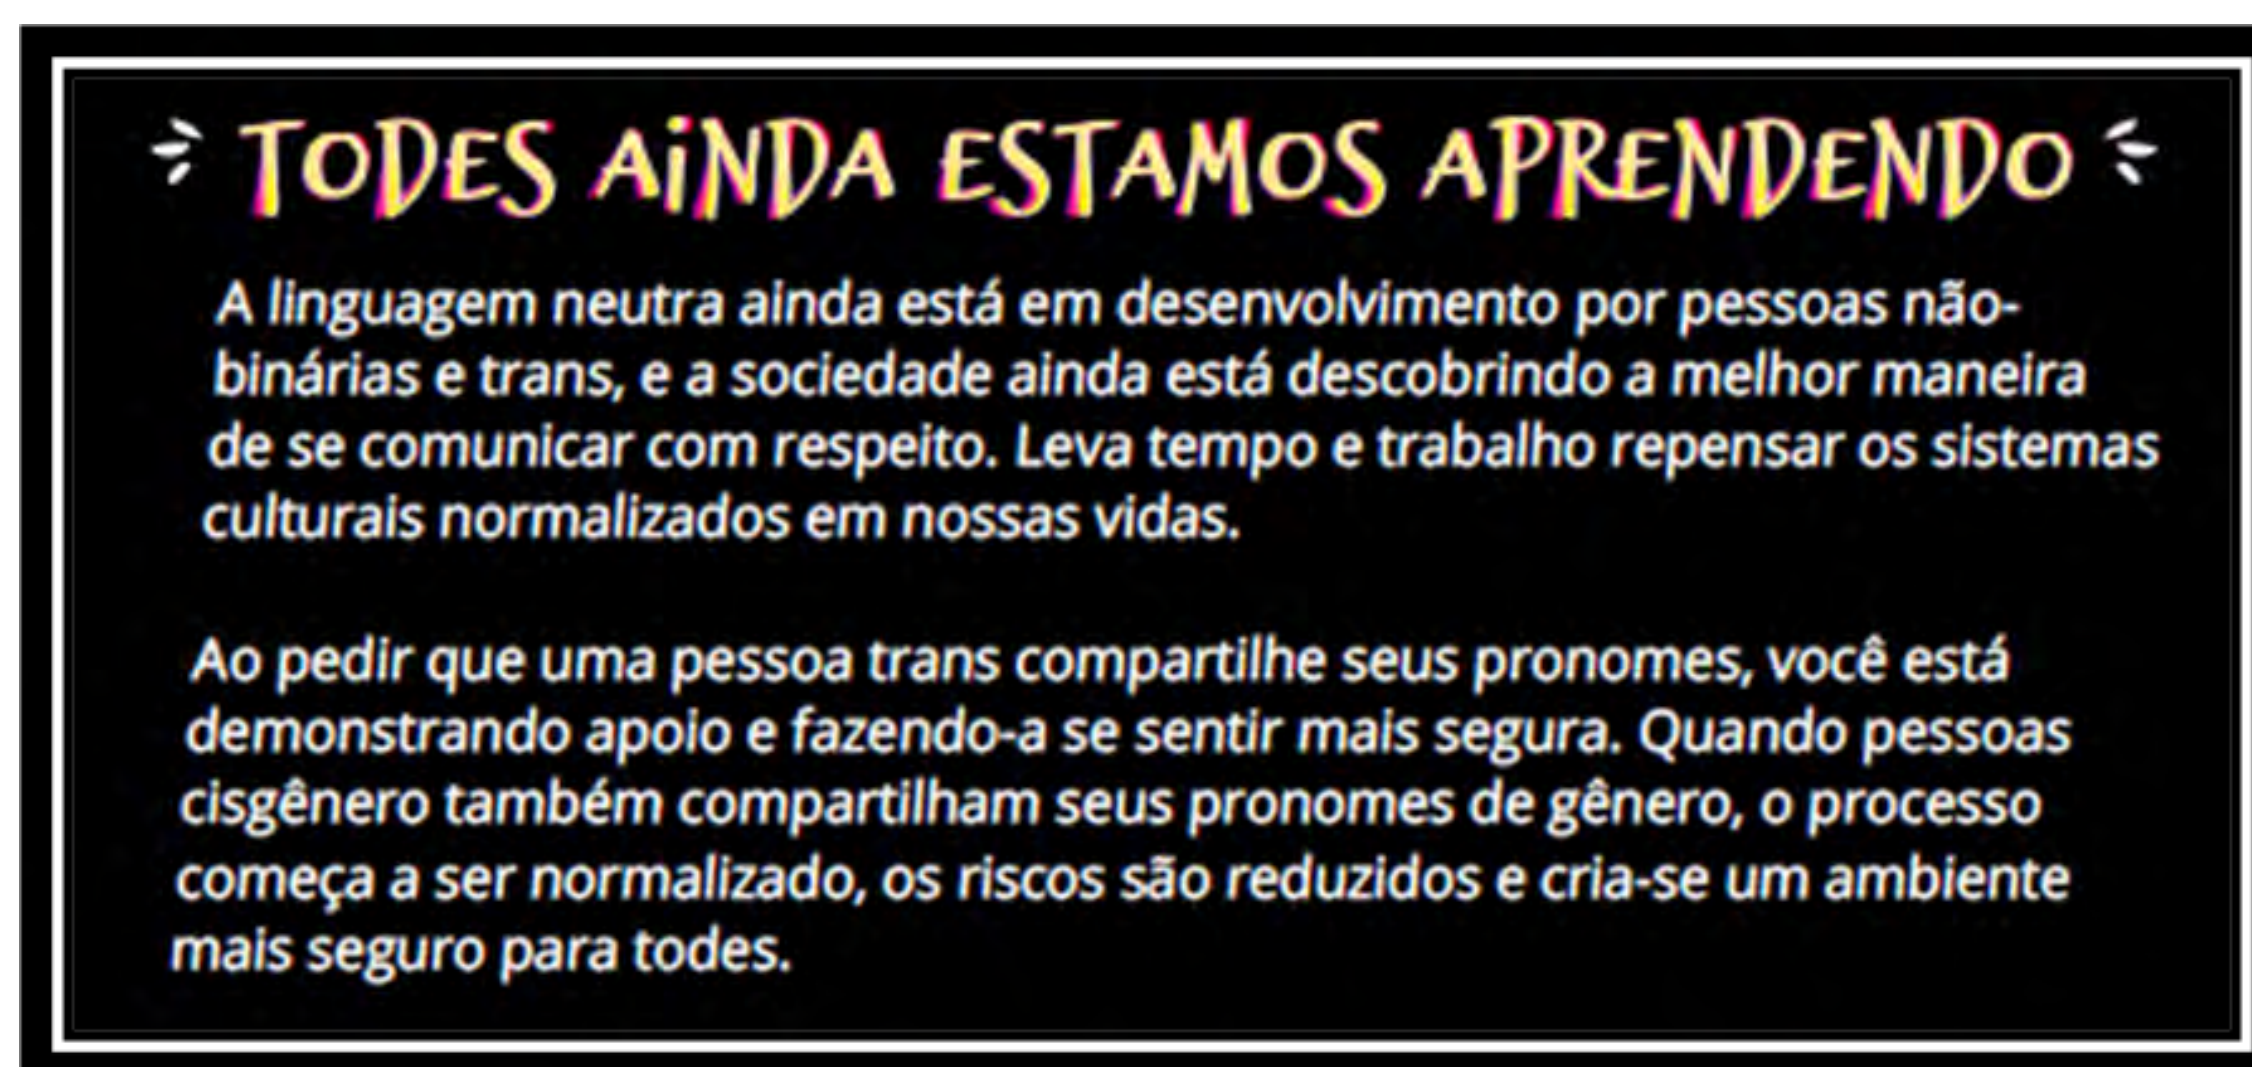 TODES AiNDA ESTAMOS APRENDENDO
A linguagem neutra ainda está em desenvolvimento por pessoas não-
binárias e trans, e a sociedade ainda está descobrindo a melhor maneira
de se comunicar com respeito. Leva tempo e trabalho repensar os sistemas
culturais normalizados em nossas vidas.
Ao pedir que uma pessoa trans compartilhe seus pronomes, você está
demonstrando apoio e fazendo-a se sentir mais segura. Quando pessoas
cisgênero também compartilham seus pronomes de gênero, o processo
começa a ser normalizado, os riscos são reduzidos e cria-se um ambiente
mais seguro para todes.